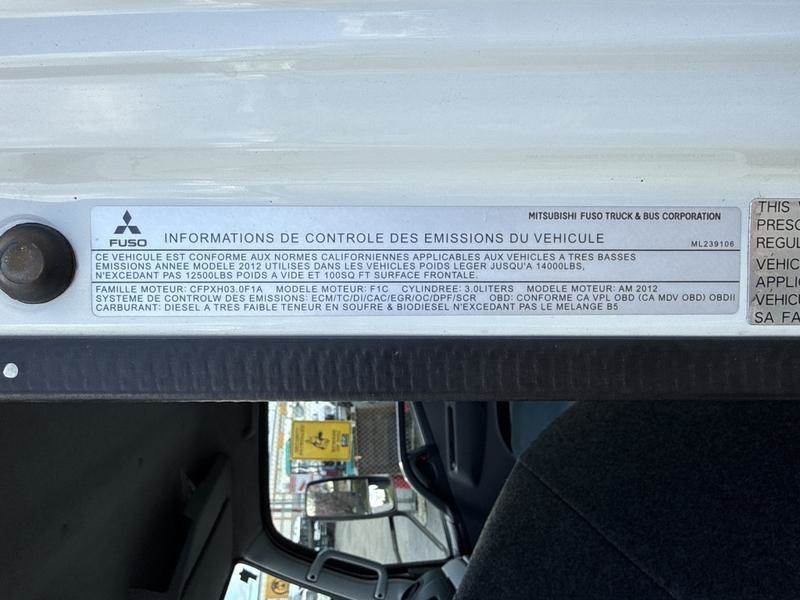 MITSUBISHI FUSO TRUCK & BUS CORPORATION
FUSO
INFORMATIONS DE CONTROLE DES EMISSIONS DU VEHICULE
ML239106
CE VEHICULE EST CONFORME AUX NORMES CALIFORNIENNES APPLICABLES AUX VEHICLES A TRES BASSES
EMISSIONS ANNEE MODELE 2012 UTILISES DANS LES VEHICLES POIDS LEGER JUSQU'A 14000LBS,
N'EXCEDANT PAS 12500LBS POIDS A VIDE ET 100SQ FT SURFACE FRONTALE.
FAMILLE MOTEUR: CFPXH03.0F1A MODELE MOTEUR: F1C CYLINDREE: 3.0LITERS MODELE MOTEUR: AM 2012
SYSTEME DE CONTROLW DES EMISSIONS: ECM/TC/DI/CAC/EGR/OC/DPF/SCR OBD: CONFORME CA VPL OBD (CA MDV OBD) OBDII
CARBURANT: DIESEL A TRES FAIBLE TENEUR EN SOUFRE & BIODIESEL N'EXCEDANT PAS LE MELANGE B5
THIS
PRESC
REGUL
VEHIC
APPLIC
VEHIC
SA FA